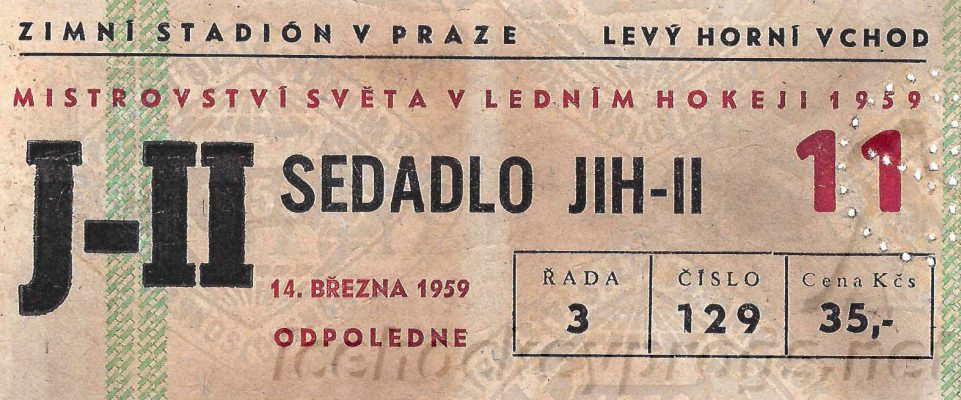 ZIMNÍ STADIÓN V PRAZE LEVÝ HORNÍ VCHOD
MISTROVSTVÍ SVĚTA V LEDNÍM HOKEJI 1959
J-II SEDADLO JIH-II 11
14. BŘEZNA 1959
ODPOLEDNE
ŘADA ČÍSLO Cena Kčs
3 129 35,-